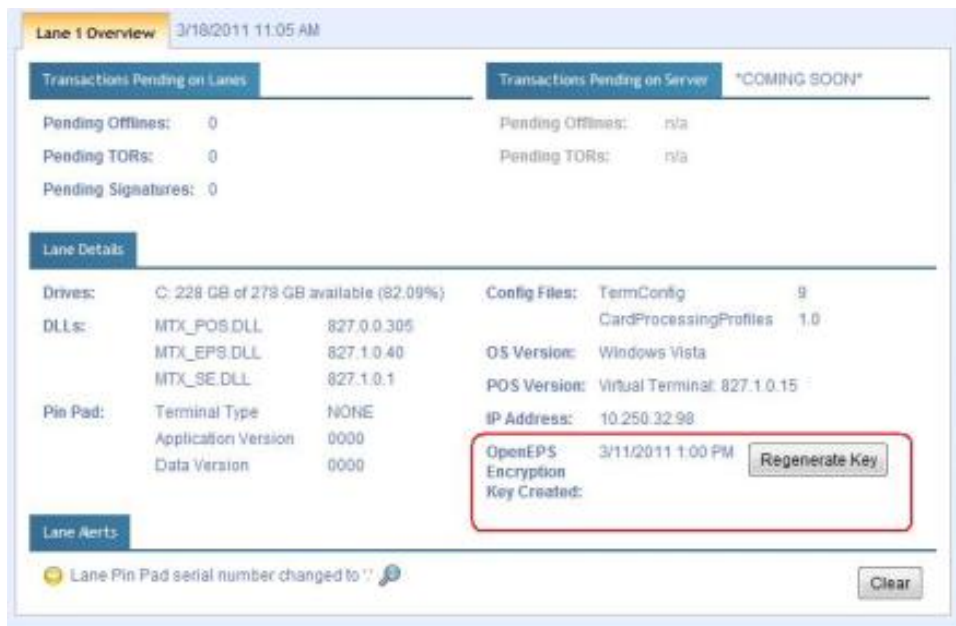 Lane 1 Overview 3/18/2011 11:05 AM
Transactions Pending on Lanes
Transactions Pending on Server *COMING SOON*
Pending Offlines: 0
Pending TORs: 0
Pending Signatures: 0
Pending Offlines: n/a
Pending TORs: n/a
Lane Details
Drives: C: 228 GB of 278 GB available (82.09%)
DLLs: MTX_POS.DLL 827.0.0.305
MTX_EPS.DLL 827.1.0.40
MTX_SE.DLL 827.1.0.1
Pin Pad: Terminal Type NONE
Application Version 0000
Data Version 0000
Config Files: TermConfig 9
CardProcessingProfiles 1.0
OS Version: Windows Vista
POS Version: Virtual Terminal: 827.1.0.15
IP Address: 10.250.32.98
OpenEPS 3/11/2011 1:00 PM Regenerate Key
Encryption
Key Created:
Lane Alerts
Lane Pin Pad serial number changed to '.'
Clear